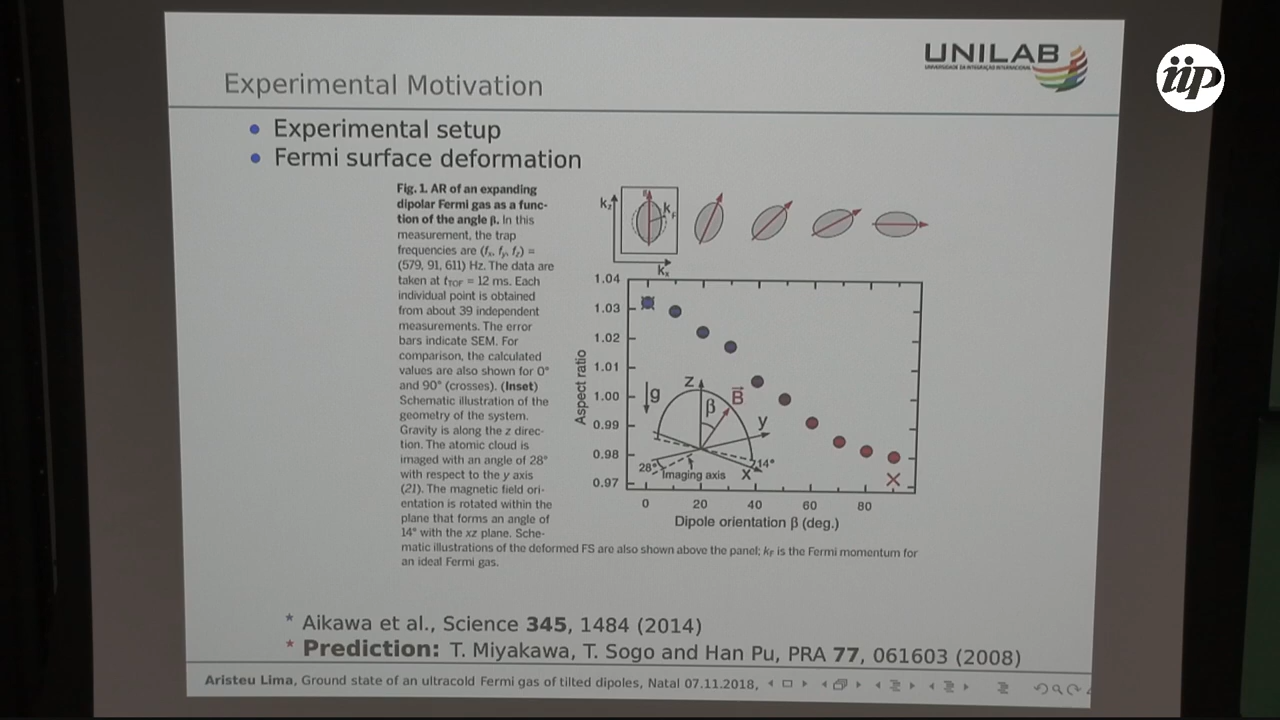 UNILAB
UNIVERSIDADE DA INTEGRAÇÃO INTERNACIONAL
iip
Experimental Motivation
• Experimental setup
• Fermi surface deformation
Fig. 1. AR of an expanding
dipolar Fermi gas as a func-
tion of the angle β. In this
measurement, the trap
frequencies are (fx, fy, fz) =
(579, 91, 611) Hz. The data are
taken at tTOF = 12 ms. Each
individual point is obtained
from about 39 independent
measurements. The error
bars indicate SEM. For
comparison, the calculated
values are also shown for 0°
and 90° (crosses). (Inset)
Schematic illustration of the
geometry of the system.
Gravity is along the z direc-
tion. The atomic cloud is
imaged with an angle of 28°
with respect to the y axis
(21). The magnetic field ori-
entation is rotated within the
plane that forms an angle of
14° with the xz plane. Sche-
matic illustrations of the deformed FS are also shown above the panel; kF is the Fermi momentum for
an ideal Fermi gas.
kz
kF
kx
1.04
1.03
1.02
1.01
1.00
0.99
0.98
0.97
Aspect ratio
g
z
β
B
y
28°
Imaging axis
x
14°
0 20 40 60 80
Dipole orientation β (deg.)
* Aikawa et al., Science 345, 1484 (2014)
* Prediction: T. Miyakawa, T. Sogo and Han Pu, PRA 77, 061603 (2008)
Aristeu Lima, Ground state of an ultracold Fermi gas of tilted dipoles, Natal 07.11.2018,